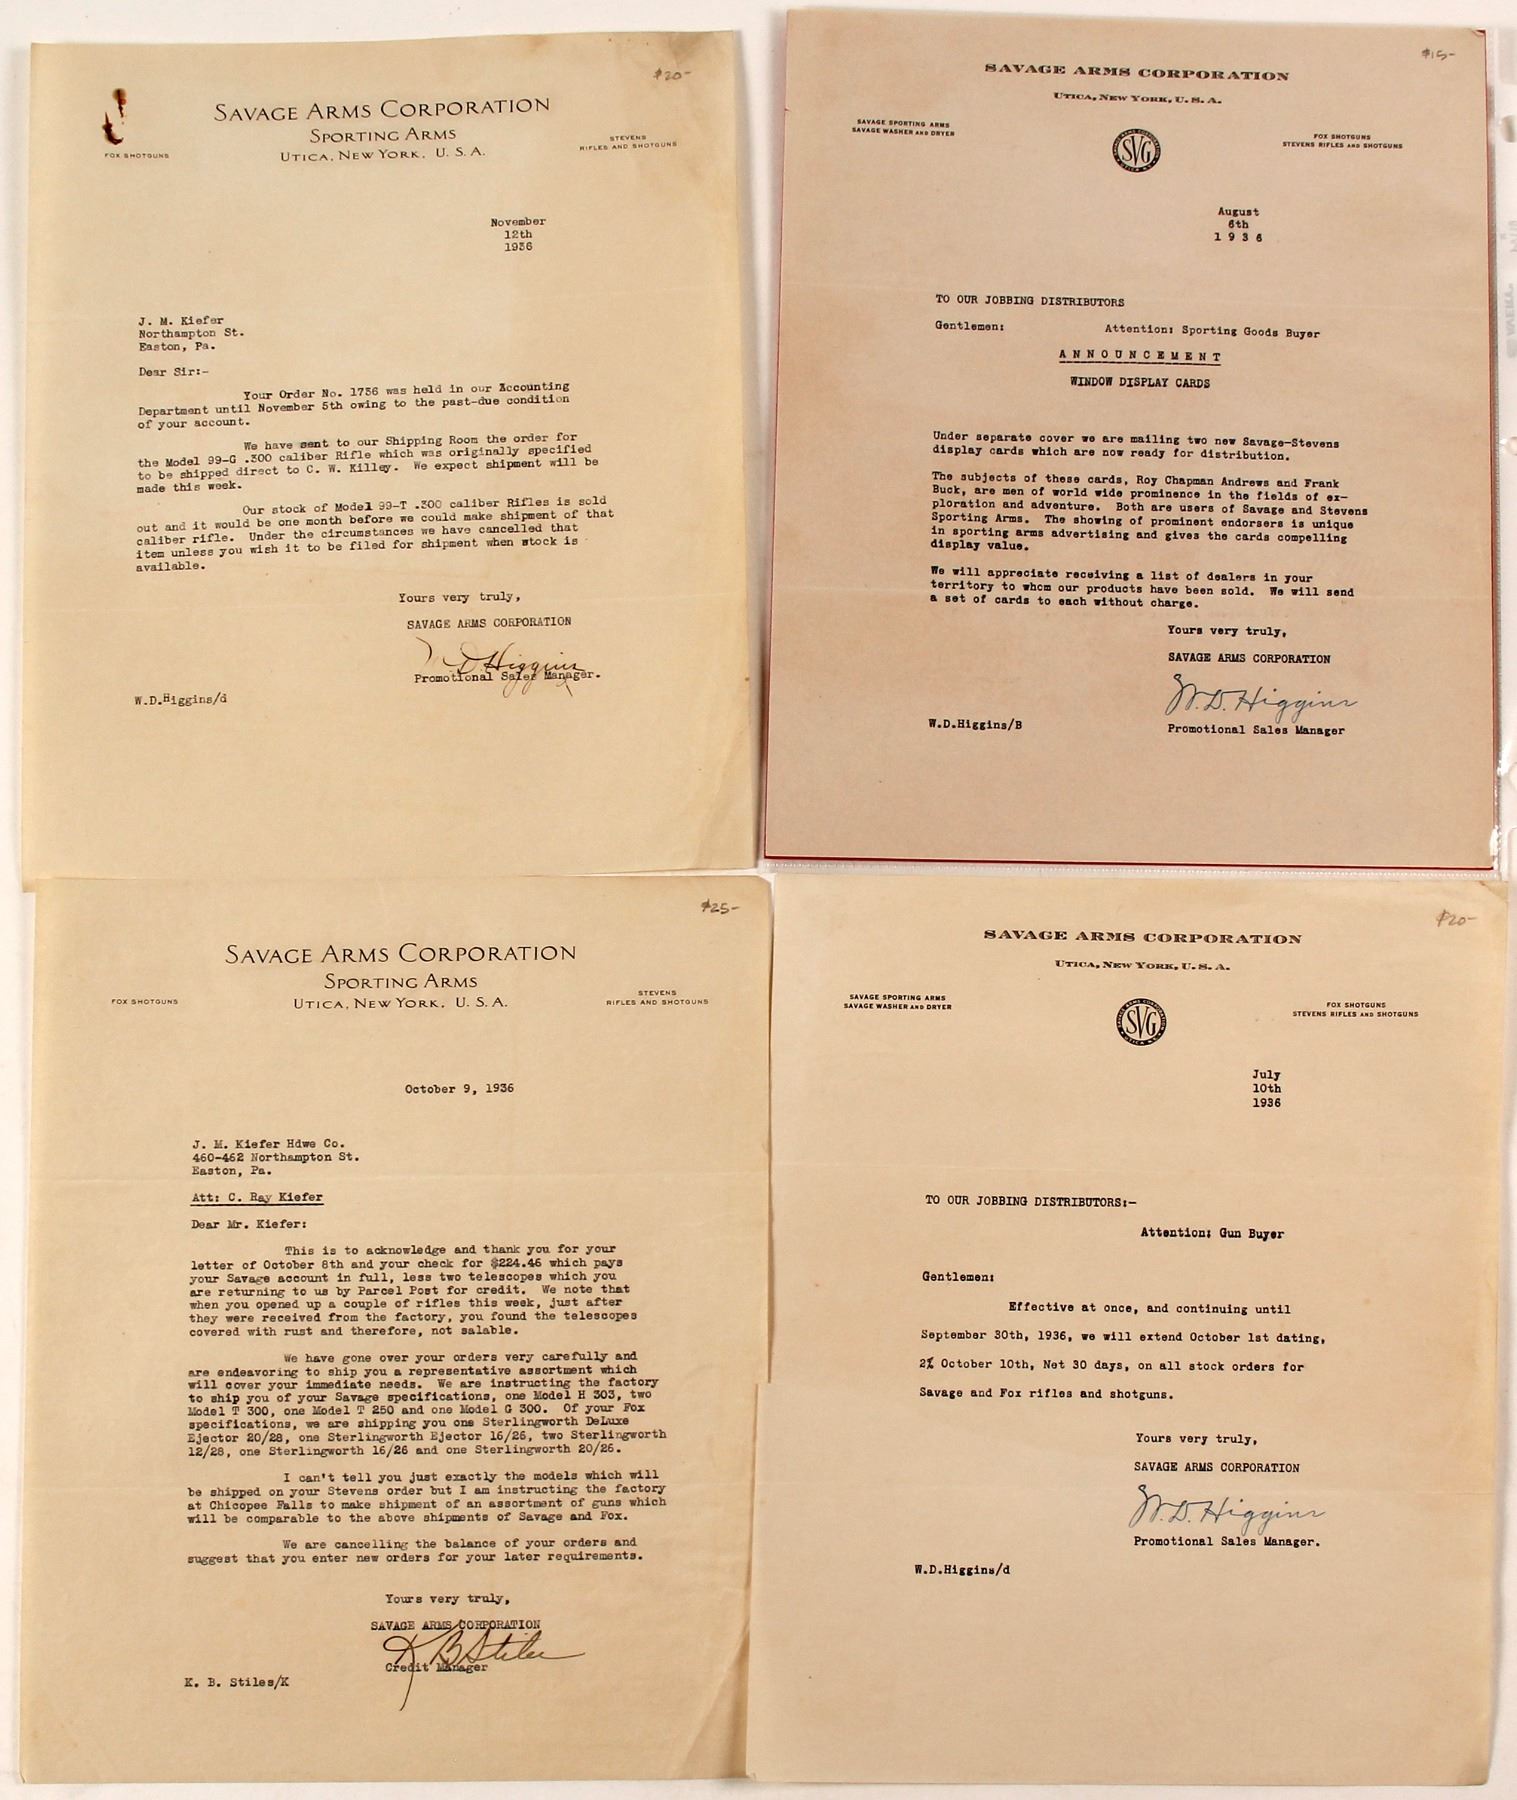 $20-
SAVAGE ARMS CORPORATION
SPORTING ARMS
UTICA, NEW YORK, U. S. A.
FOX SHOTGUNS
STEVENS
RIFLES AND SHOTGUNS
November
12th
1936
J. M. Kiefer
Northampton St.
Easton, Pa.
Dear Sir:-
Your Order No. 1736 was held in our Accounting
Department until November 5th owing to the past-due condition
of your account.
We have sent to our Shipping Room the order for
the Model 99-G .300 caliber Rifle which was originally specified
to be shipped direct to C. W. Killey. We expect shipment will be
made this week.
Our stock of Model 99-T .300 caliber Rifles is sold
out and it would be one month before we could make shipment of that
caliber rifle. Under the circumstances we have cancelled that
item unless you wish it to be filed for shipment when stock is
available.
Yours very truly,
SAVAGE ARMS CORPORATION
W. D. Higgins
Promotional Sales Manager.
W.D.Higgins/d
$15-
SAVAGE ARMS CORPORATION
UTICA, NEW YORK, U. S. A.
SAVAGE SPORTING ARMS
SAVAGE WASHER AND DRYER
SAVAGE ARMS CORPORATION
SVG
UTICA N.Y.
FOX SHOTGUNS
STEVENS RIFLES AND SHOTGUNS
August
6th
1 9 3 6
TO OUR JOBBING DISTRIBUTORS
Gentlemen: Attention: Sporting Goods Buyer
A N N O U N C E M E N T
WINDOW DISPLAY CARDS
Under separate cover we are mailing two new Savage-Stevens
display cards which are now ready for distribution.
The subjects of these cards, Roy Chapman Andrews and Frank
Buck, are men of world wide prominence in the fields of ex-
ploration and adventure. Both are users of Savage and Stevens
Sporting Arms. The showing of prominent endorsers is unique
in sporting arms advertising and gives the cards compelling
display value.
We will appreciate receiving a list of dealers in your
territory to whom our products have been sold. We will send
a set of cards to each without charge.
Yours very truly,
SAVAGE ARMS CORPORATION
W. D. Higgins
W.D.Higgins/B
Promotional Sales Manager
$25-
SAVAGE ARMS CORPORATION
SPORTING ARMS
UTICA, NEW YORK, U. S. A.
FOX SHOTGUNS
STEVENS
RIFLES AND SHOTGUNS
October 9, 1936
J. M. Kiefer Hdwe Co.
460-462 Northampton St.
Easton, Pa.
Att: C. Ray Kiefer
Dear Mr. Kiefer:
This is to acknowledge and thank you for your
letter of October 8th and your check for $224.46 which pays
your Savage account in full, less two telescopes which you
are returning to us by Parcel Post for credit. We note that
when you opened up a couple of rifles this week, just after
they were received from the factory, you found the telescopes
covered with rust and therefore, not salable.
We have gone over your orders very carefully and
are endeavoring to ship you a representative assortment which
will cover your immediate needs. We are instructing the factory
to ship you of your Savage specifications, one Model H 303, two
Model T 300, one Model T 250 and one Model G 300. Of your Fox
specifications, we are shipping you one Sterlingworth DeLuxe
Ejector 20/28, one Sterlingworth Ejector 16/26, two Sterlingworth
12/28, one Sterlingworth 16/26 and one Sterlingworth 20/26.
I can't tell you just exactly the models which will
be shipped on your Stevens order but I am instructing the factory
at Chicopee Falls to make shipment of an assortment of guns which
will be comparable to the above shipments of Savage and Fox.
We are cancelling the balance of your orders and
suggest that you enter new orders for your later requirements.
Yours very truly,
SAVAGE ARMS CORPORATION
K B Stiles
Credit Manager
K. B. Stiles/K
$20-
SAVAGE ARMS CORPORATION
UTICA, NEW YORK, U. S. A.
SAVAGE SPORTING ARMS
SAVAGE WASHER AND DRYER
SAVAGE ARMS CORPORATION
SVG
UTICA N.Y.
FOX SHOTGUNS
STEVENS RIFLES AND SHOTGUNS
July
10th
1936
TO OUR JOBBING DISTRIBUTORS:-
Attention: Gun Buyer
Gentlemen:
Effective at once, and continuing until
September 30th, 1936, we will extend October 1st dating,
2% October 10th, Net 30 days, on all stock orders for
Savage and Fox rifles and shotguns.
Yours very truly,
SAVAGE ARMS CORPORATION
W. D. Higgins
Promotional Sales Manager.
W.D.Higgins/d